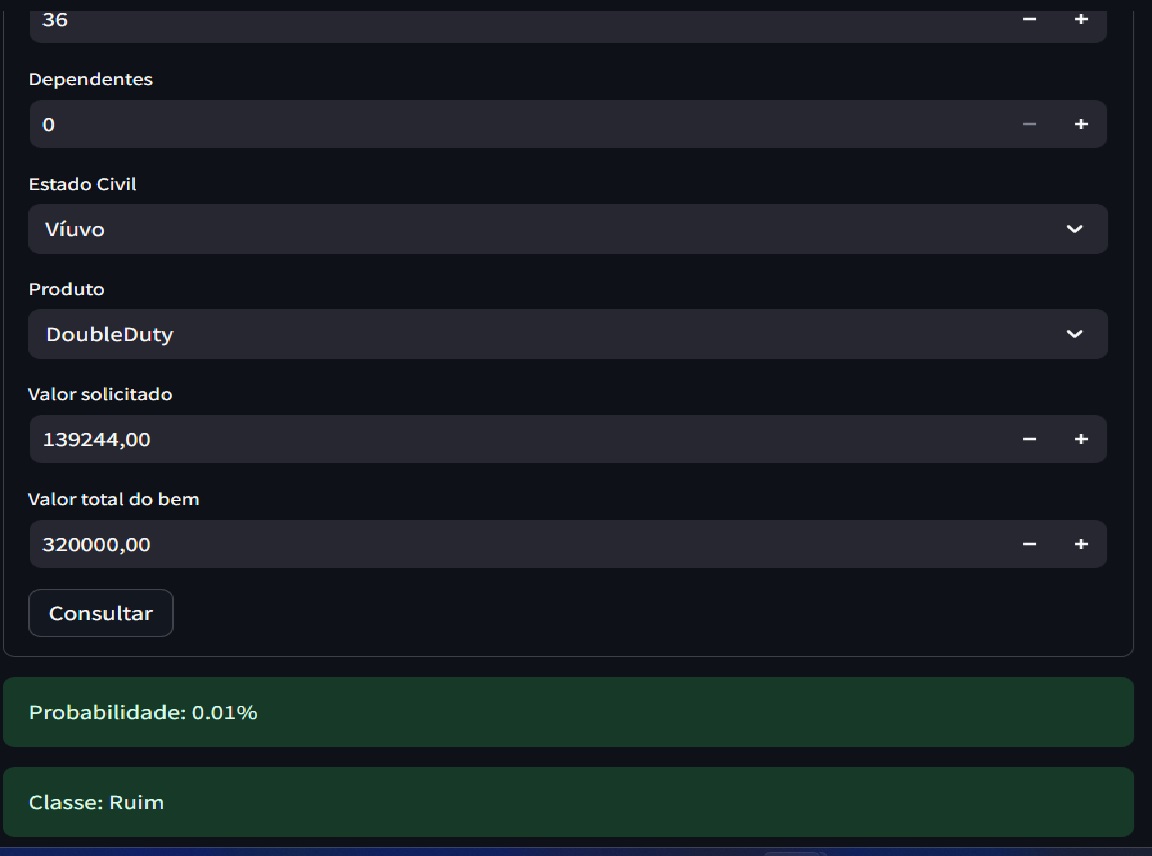 36
Dependentes
0
Estado Civil
Víuvo
Produto
DoubleDuty
Valor solicitado
139244,00
Valor total do bem
320000,00
Consultar
Probabilidade: 0.01%
Classe: Ruim